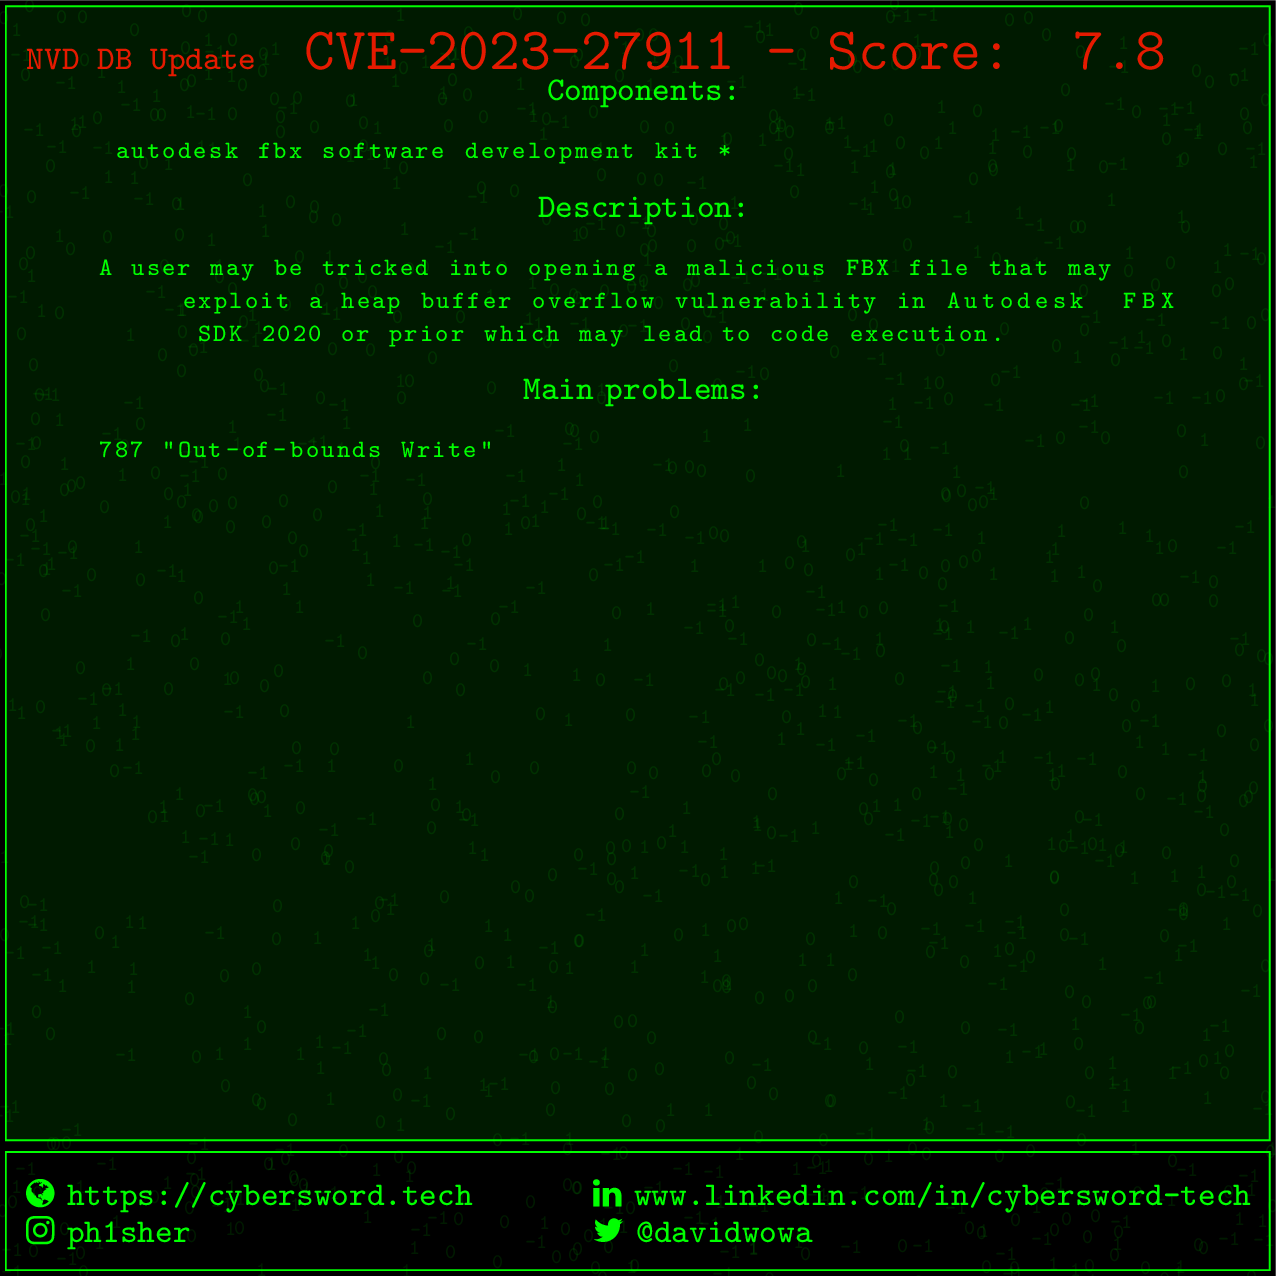 NVD DB Update CVE-2023-27911 - Score: 7.8
Components:
autodesk fbx software development kit *
Description:
A user may be tricked into opening a malicious FBX file that may
exploit a heap buffer overflow vulnerability in Autodesk FBX
SDK 2020 or prior which may lead to code execution.
Main problems:
787 "Out-of-bounds Write"
https://cybersword.tech
www.linkedin.com/in/cybersword-tech
ph1sher
@davidwowa